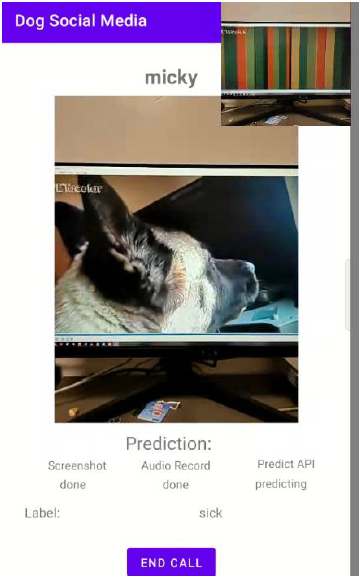 Dog Social Media
micky
Prediction:
Screenshot
done
Audio Record
done
Predict API
predicting
Label:
sick
END CALL